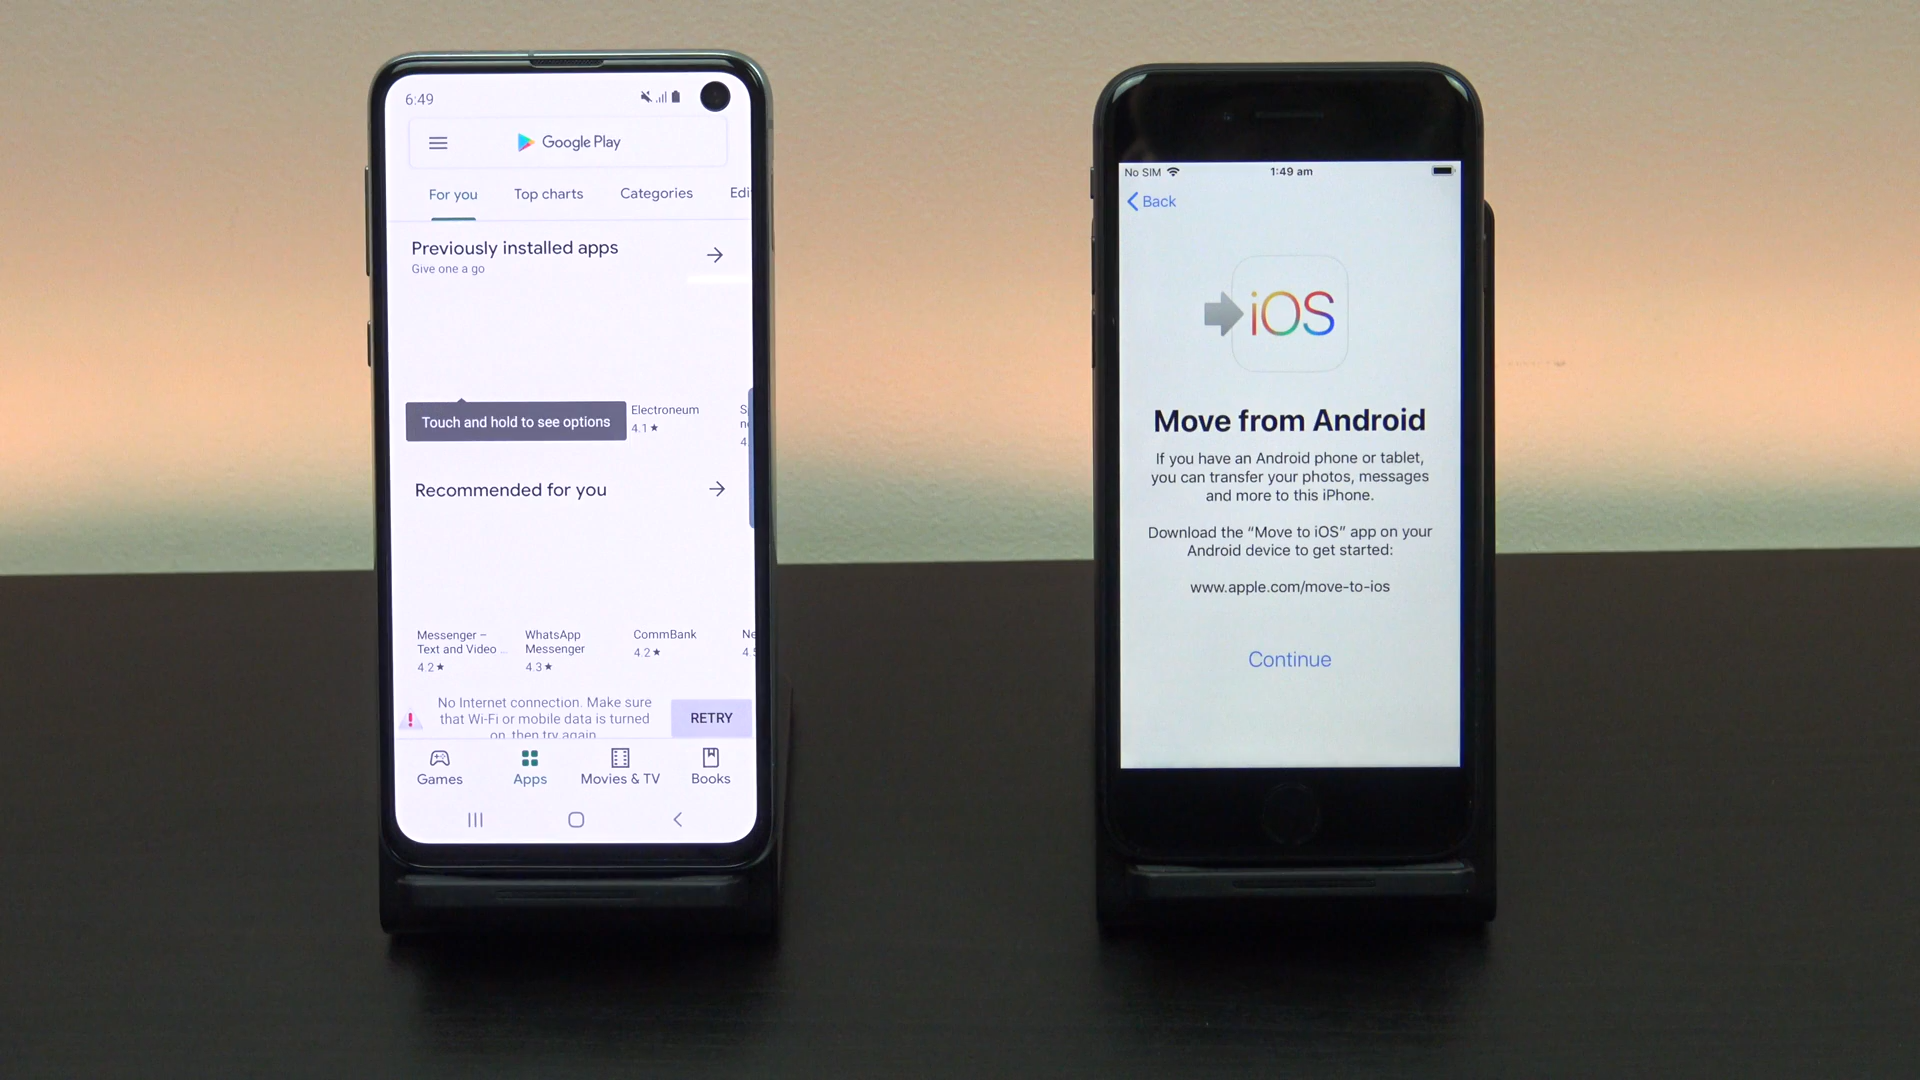 6:49
Google Play
For you
Top charts
Categories
Edi
Previously installed apps
Give one a go
Touch and hold to see options
Electroneum
4.1★
S
n
4.
Recommended for you
Messenger –
Text and Video ...
4.2★
WhatsApp
Messenger
4.3★
CommBank
4.2★
Ne
4.5
No Internet connection. Make sure
that Wi-Fi or mobile data is turned
on, then try again.
RETRY
Games
Apps
Movies & TV
Books
No SIM
1:49 am
Back
iOS
Move from Android
If you have an Android phone or tablet,
you can transfer your photos, messages
and more to this iPhone.
Download the “Move to iOS” app on your
Android device to get started:
www.apple.com/move-to-ios
Continue